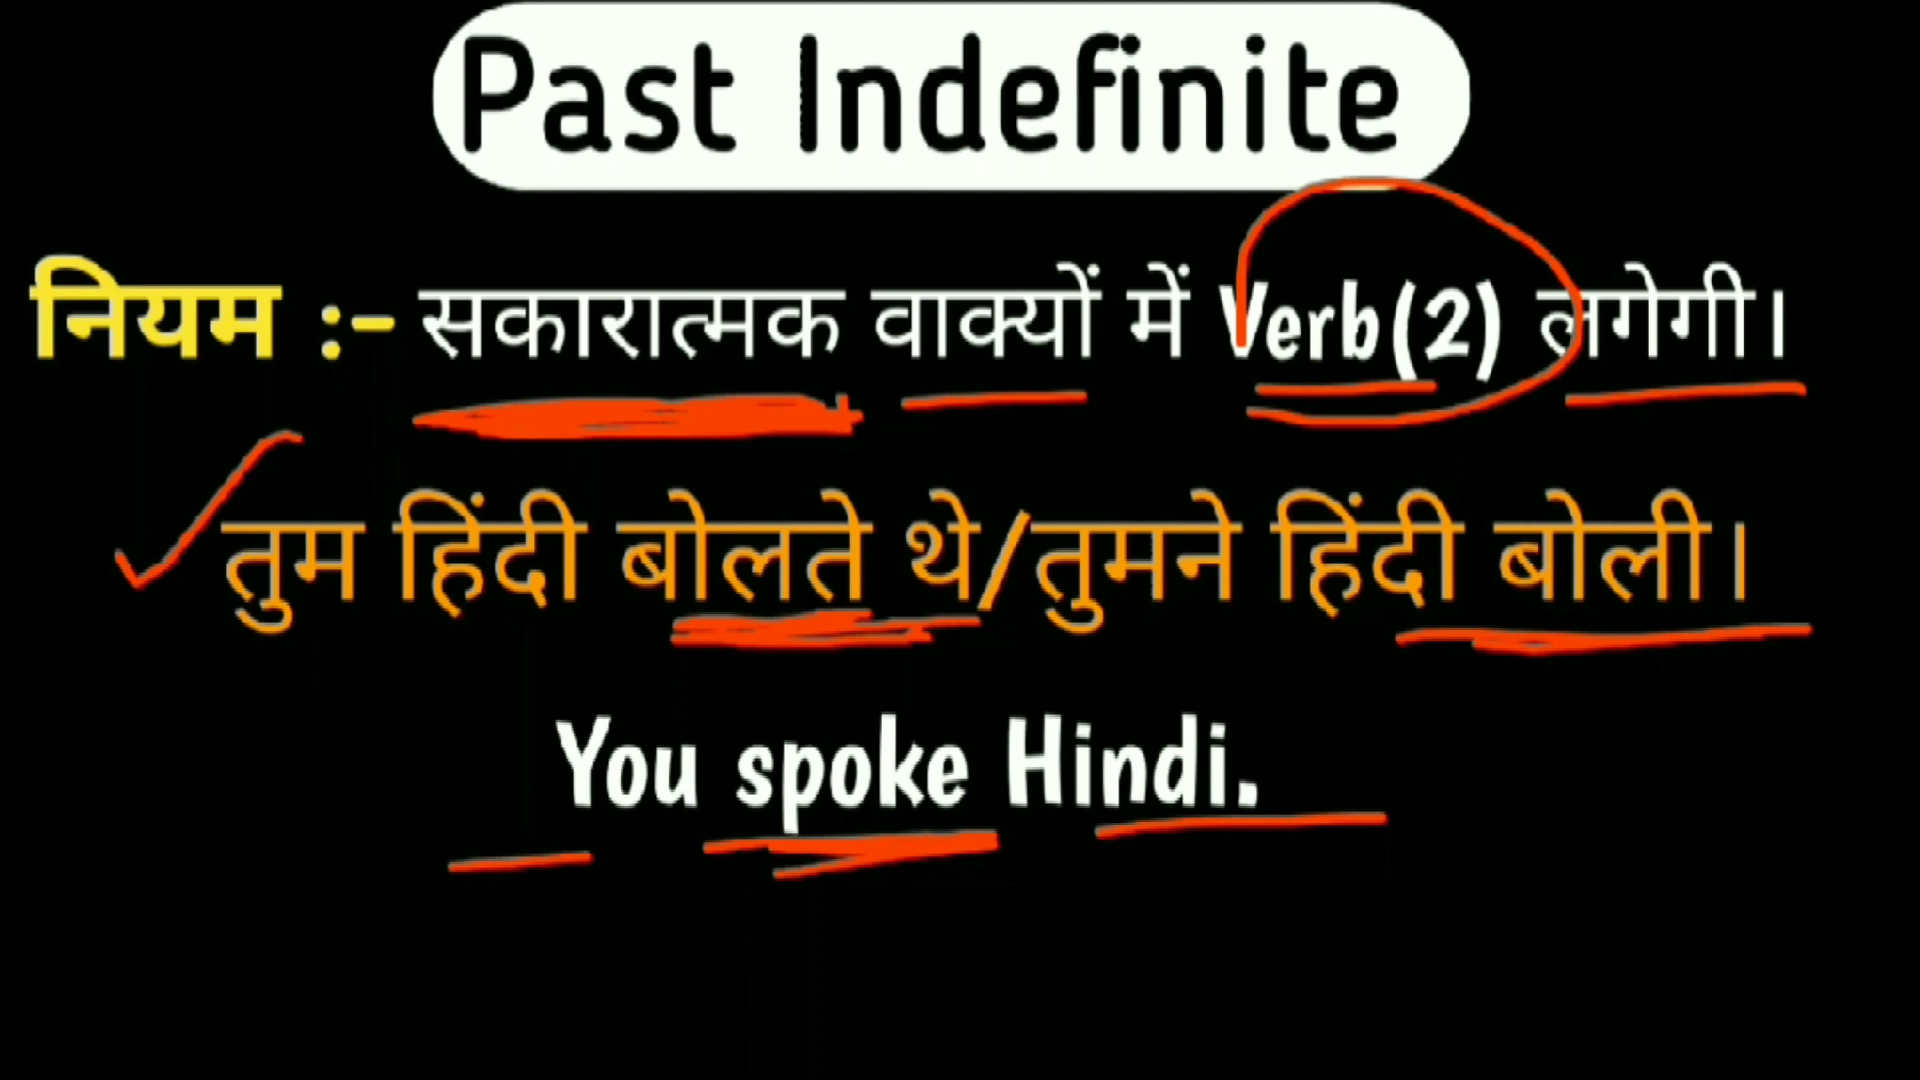 Past Indefinite
नियम :- सकारात्मक वाक्यों में Verb(2) लगेगी।
तुम हिंदी बोलते थे/तुमने हिंदी बोली।
You spoke Hindi.